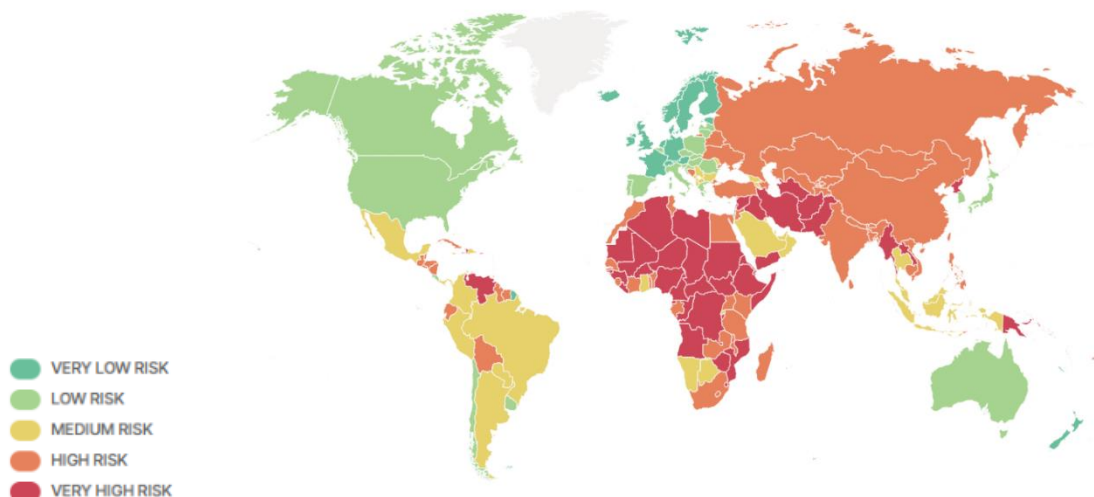 VERY LOW RISK
LOW RISK
MEDIUM RISK
HIGH RISK
VERY HIGH RISK